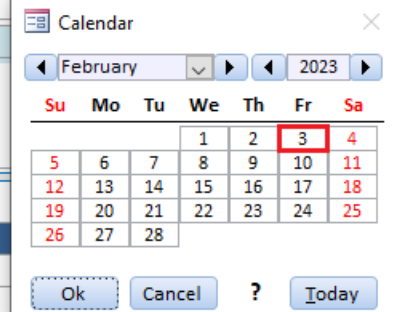 Calendar
February 2023
Su Mo Tu We Th Fr Sa
1 2 3 4
5 6 7 8 9 10 11
12 13 14 15 16 17 18
19 20 21 22 23 24 25
26 27 28
Ok Cancel ? Today